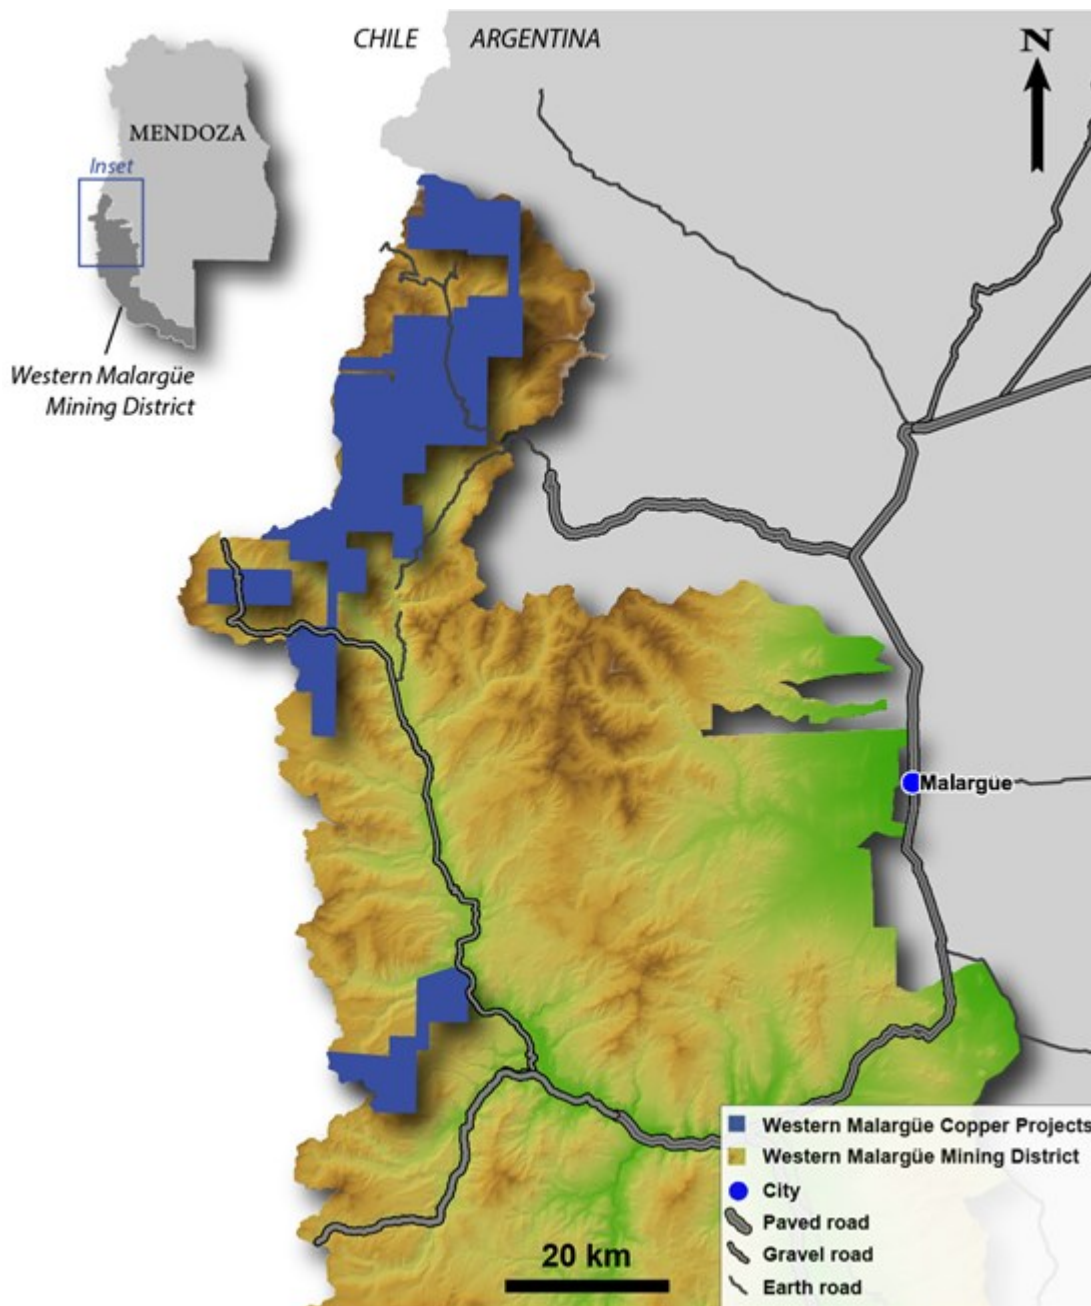 CHILE ARGENTINA
N
MENDOZA
Inset
Western Malargüe
Mining District
Malargüe
Western Malargüe Copper Projects
Western Malargüe Mining District
City
Paved road
Gravel road
Earth road
20 km